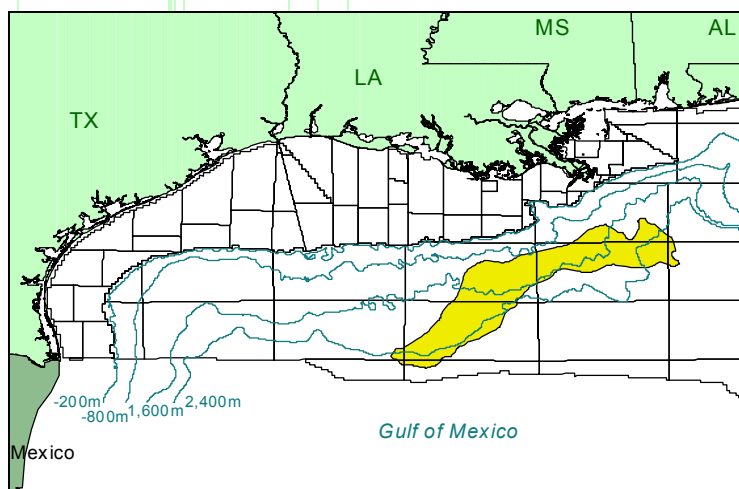 MS
AL
LA
TX
-200m
-800m
1,600m
2,400m
Gulf of Mexico
Mexico